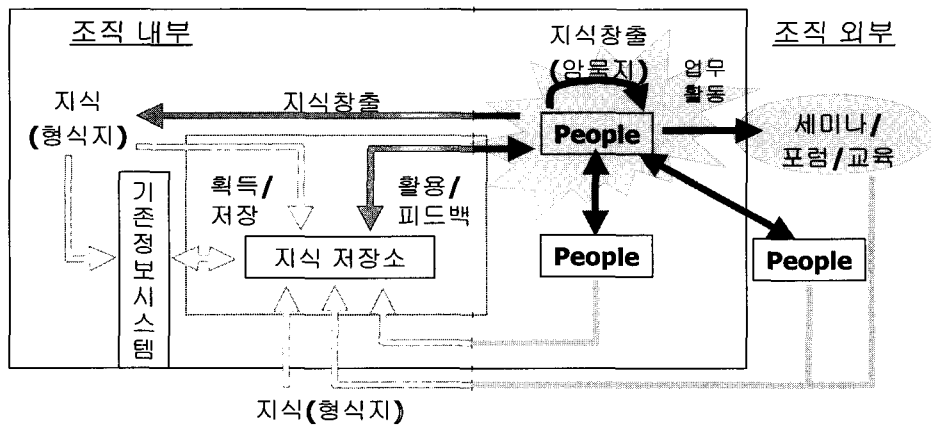 조직 내부
지식창출
(암묵지)
업무
활동
조직 외부
지식
(형식지)
지식창출
People
세미나/
포럼/교육
획득/
저장
활용/
피드백
기존정보시스템
지식 저장소
People
People
지식(형식지)